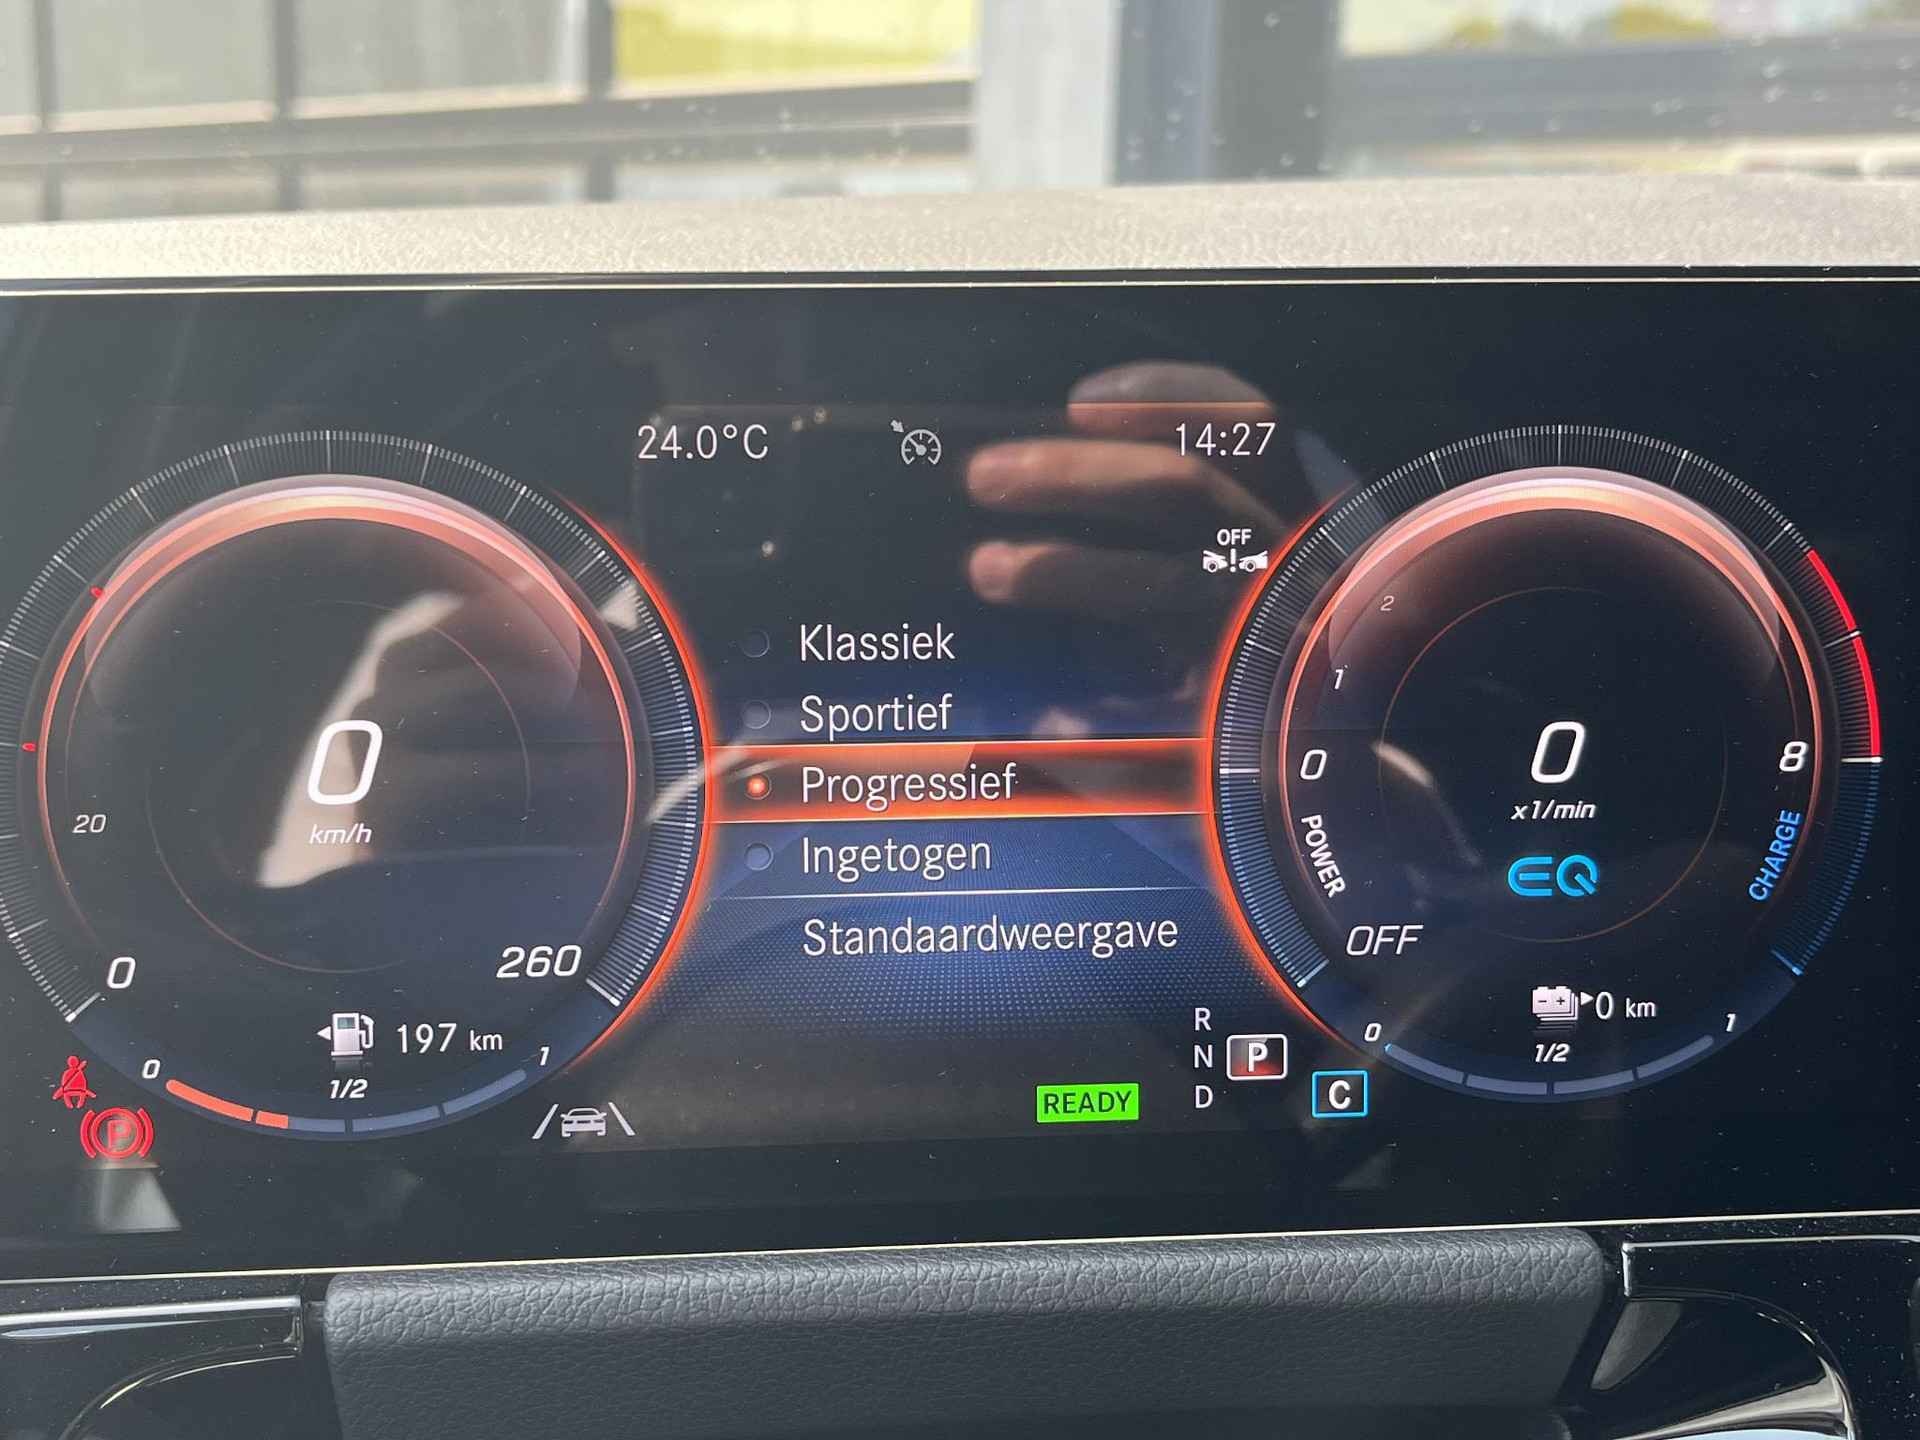 24.0°C
14:27
OFF
Klassiek
Sportief
Progressief
Ingetogen
Standaardweergave
0
km/h
20
0
260
197 km
0
1/2
1
2
1
0
8
0
x1/min
EQ
POWER
CHARGE
OFF
0 km
0
1/2
1
R
N
D
P
C
READY
P